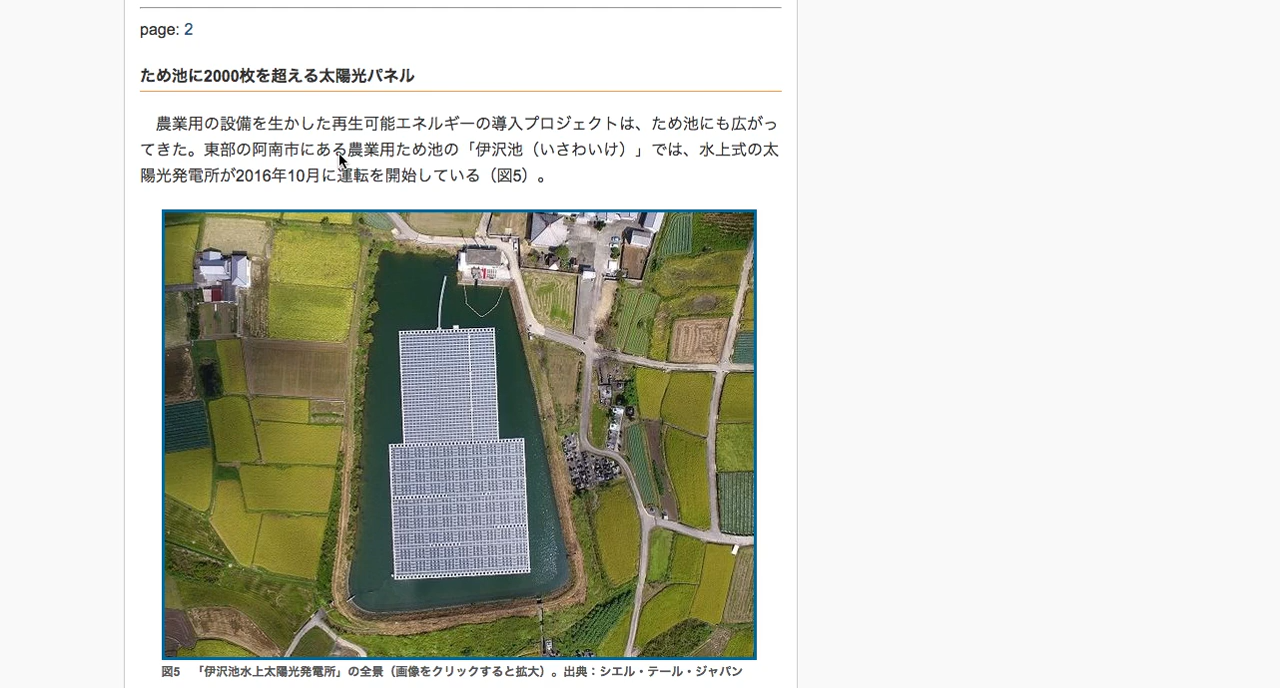 page: 2
ため池に2000枚を超える太陽光パネル
農業用の設備を生かした再生可能エネルギーの導入プロジェクトは、ため池にも広がっ
てきた。東部の阿南市にある農業用ため池の「伊沢池（いさわいけ）」では、水上式の太
陽光発電所が2016年10月に運転を開始している（図5）。
図5　「伊沢池水上太陽光発電所」の全景（画像をクリックすると拡大）。出典：シエル・テール・ジャパン